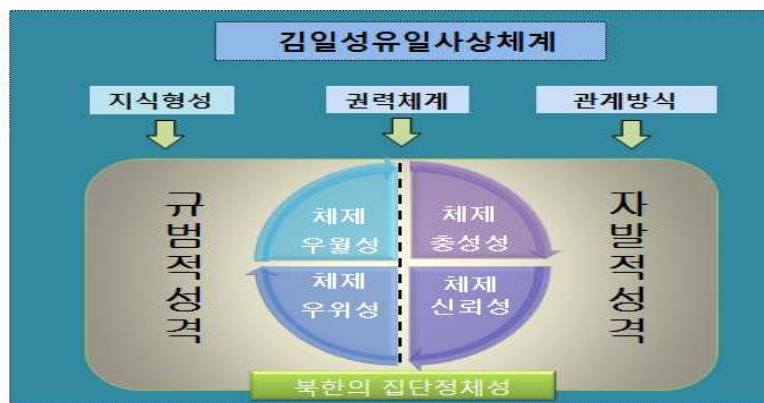 김일성유일사상체계
지식형성
권력체계
관계방식
규범적성격
체제
우월성
체제
충성성
체제
우위성
체제
신뢰성
자발적성격
북한의 집단정체성